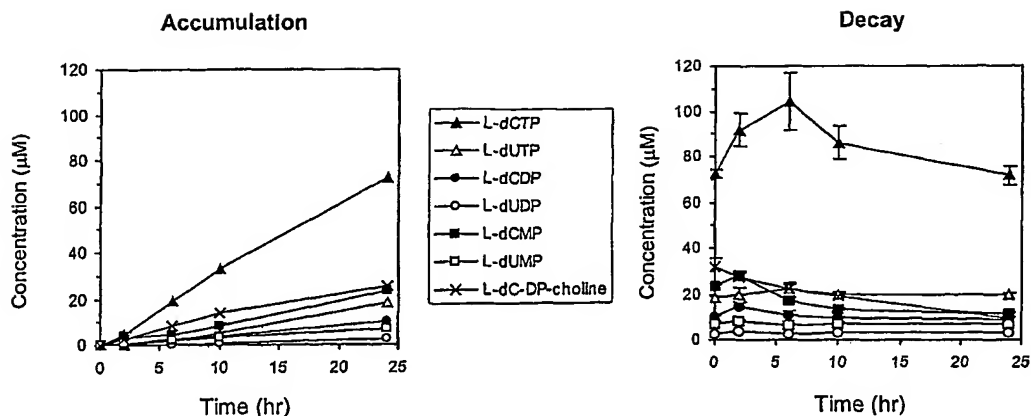 Accumulation
120
100
80
60
40
20
0
Concentration (µM)
0 5 10 15 20 25
Time (hr)
L-dCTP
L-dUTP
L-dCDP
L-dUDP
L-dCMP
L-dUMP
L-dC-DP-choline
Decay
120
100
80
60
40
20
0
Concentration (µM)
0 5 10 15 20 25
Time (hr)